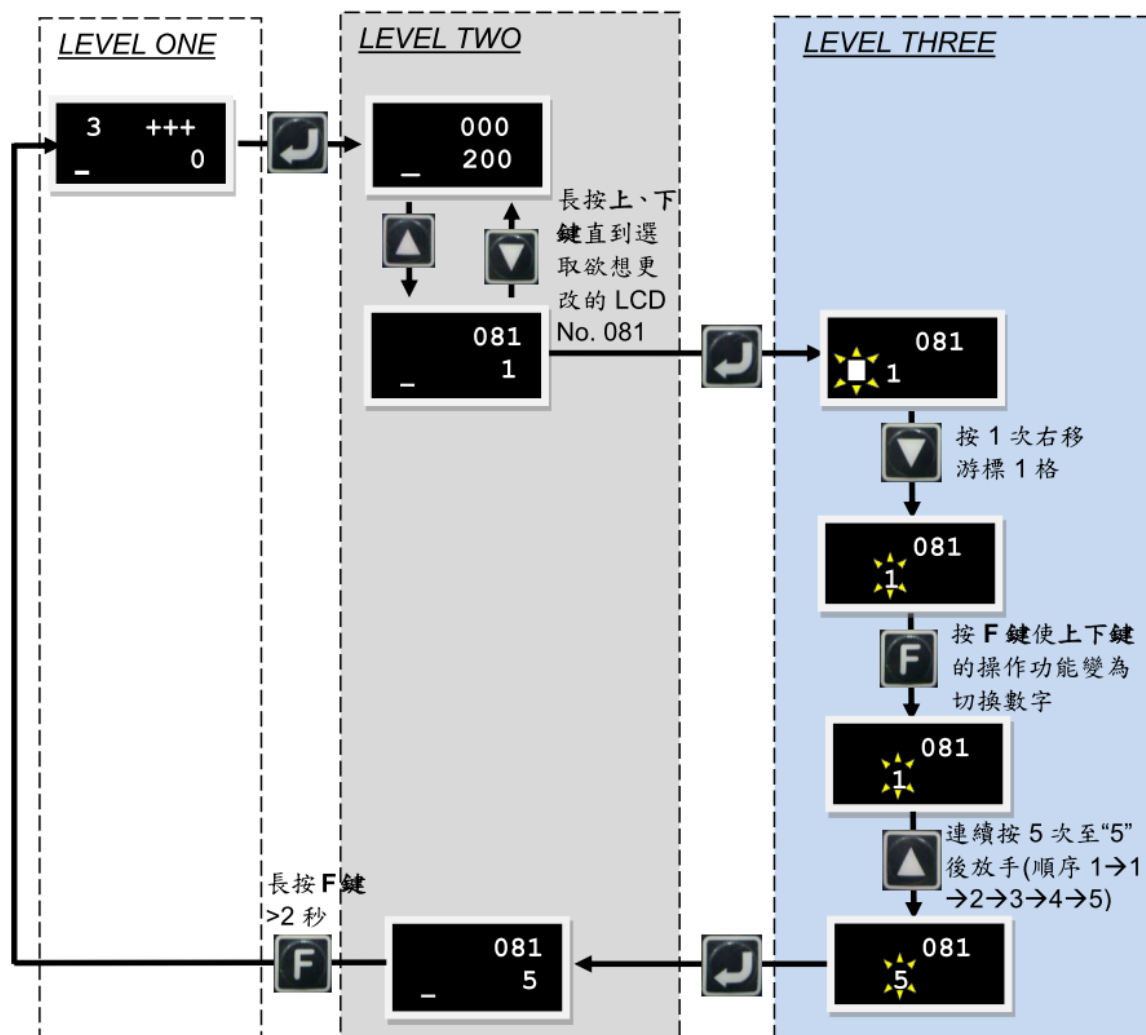 LEVEL ONE
3 +++
_ 0
LEVEL TWO
000
_ 200
長按上、下
鍵直到選
取欲想更
改的 LCD
No. 081
081
_ 1
LEVEL THREE
081
1
按 1 次右移
游標 1 格
081
1
F
按 F 鍵使上下鍵
的操作功能變為
切換數字
081
1
連續按 5 次至“5”
後放手(順序 1→1
→2→3→4→5)
081
5
081
_ 5
長按 F 鍵
>2 秒
F